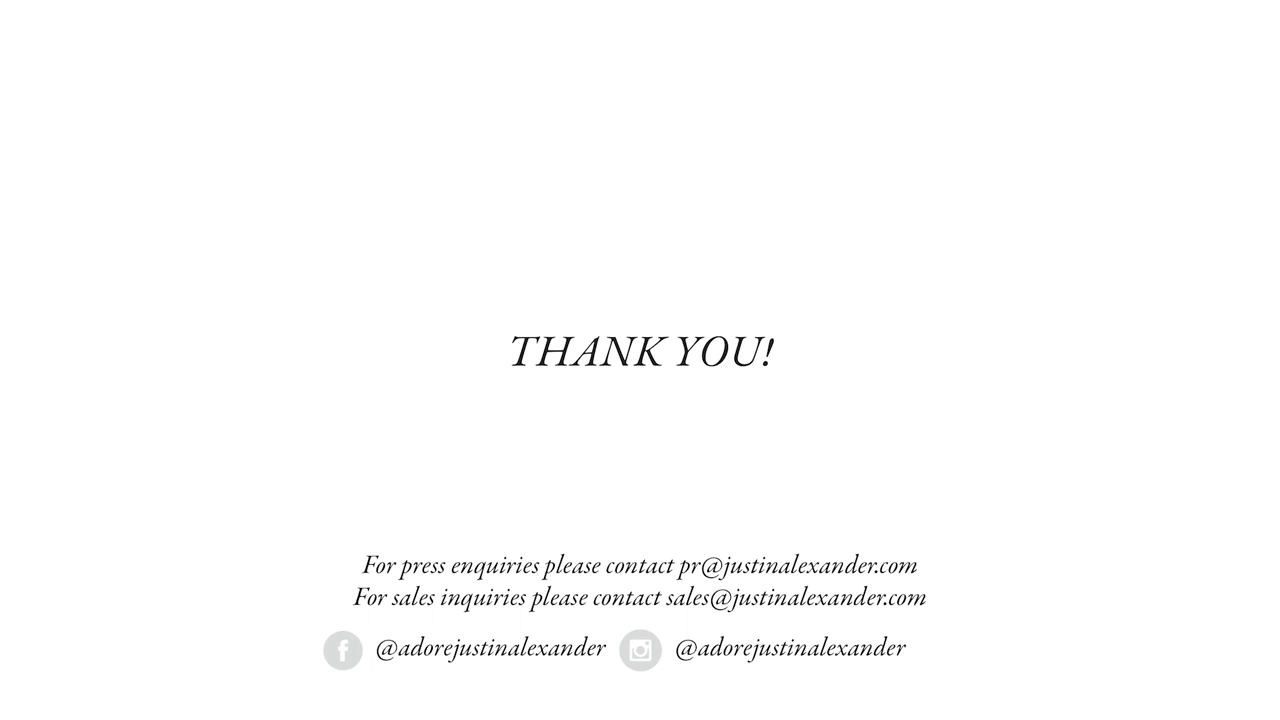 THANK YOU!
For press enquiries please contact pr@justinalexander.com
For sales inquiries please contact sales@justinalexander.com
@adorejustinalexander @adorejustinalexander